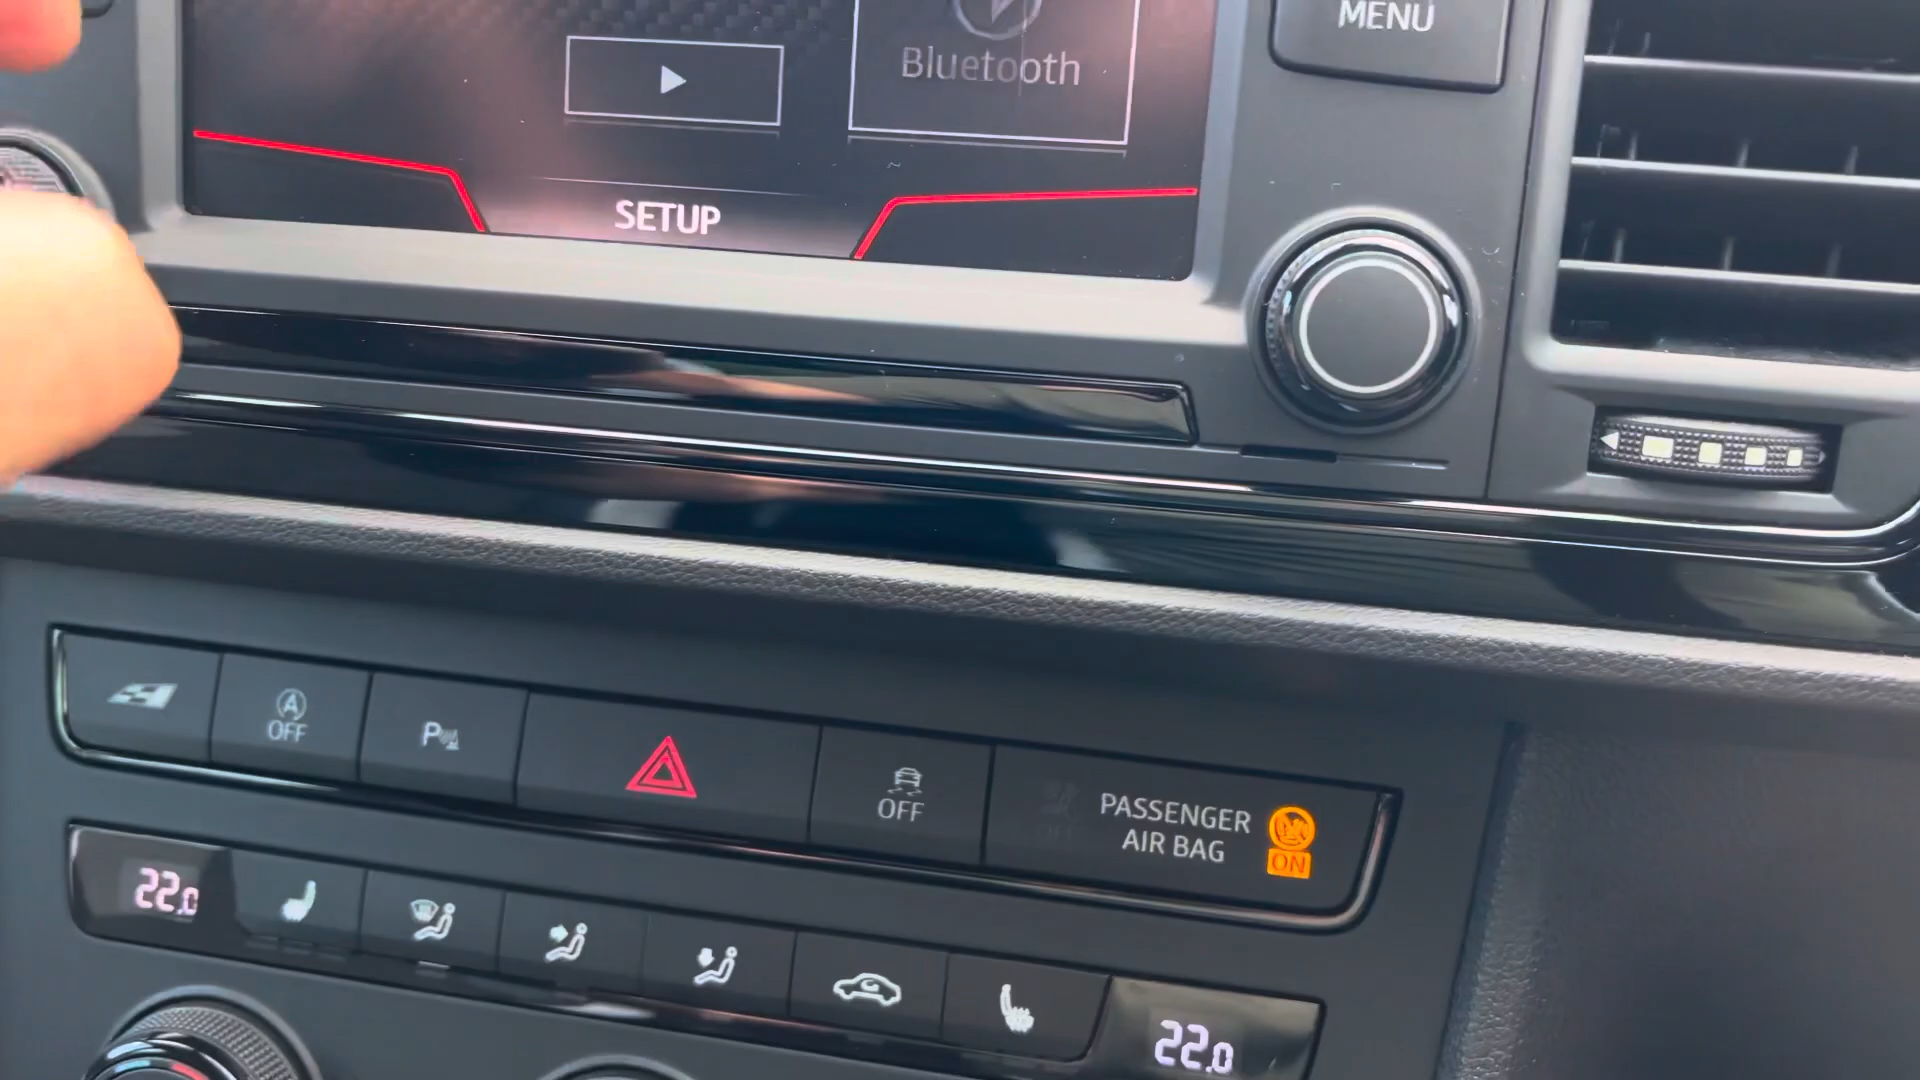 MENU
Bluetooth
SETUP
A
OFF
P
OFF
PASSENGER
AIR BAG
ON
22.0
22.0